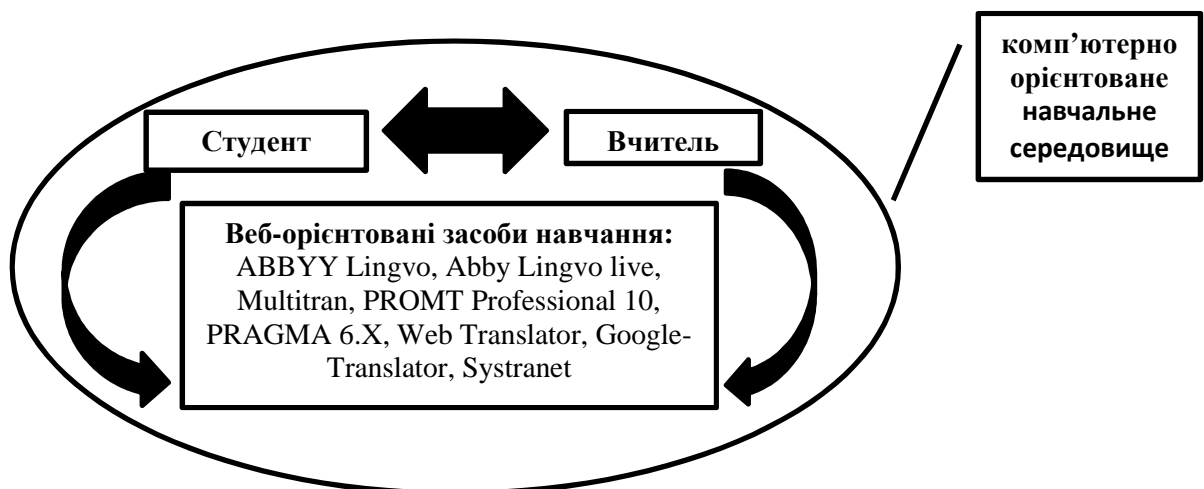 комп’ютерно
орієнтоване
навчальне
середовище
Студент
Вчитель
Веб-орієнтовані засоби навчання:
ABBYY Lingvo, Abby Lingvo live,
Multitran, PROMT Professional 10,
PRAGMA 6.X, Web Translator, Google-
Translator, Systranet